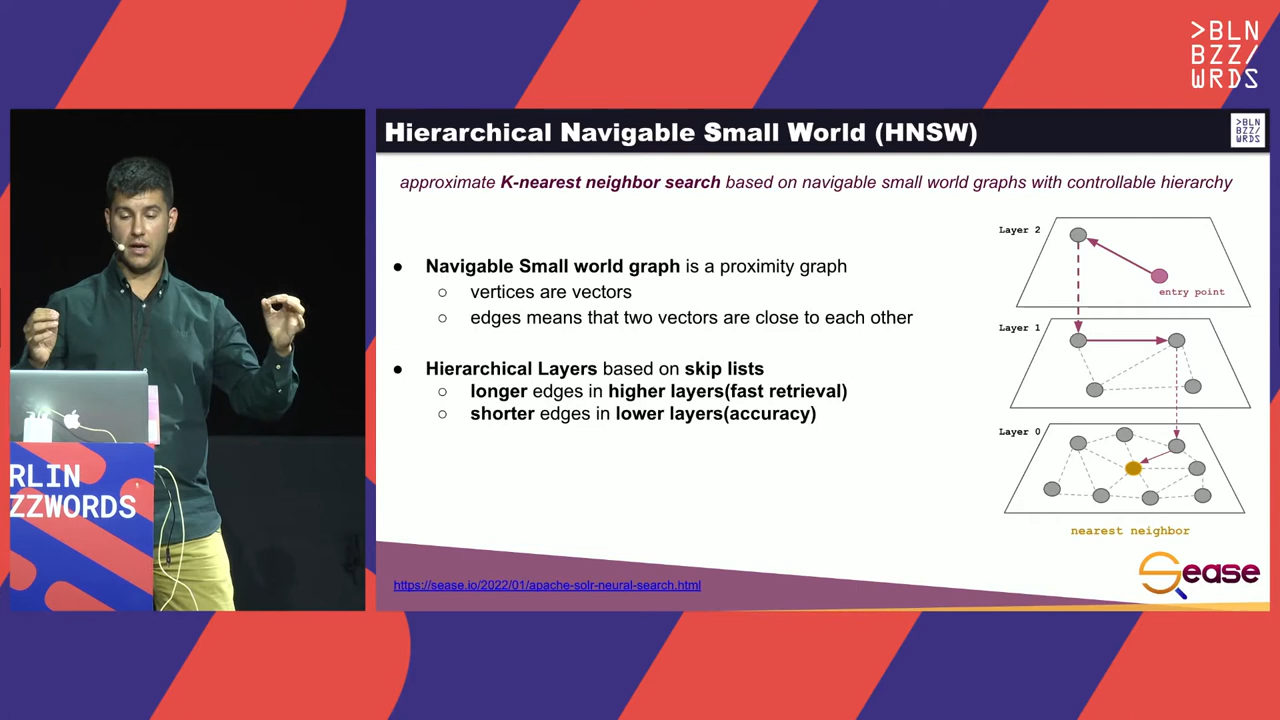 >BLN
BZZ/
WRDS
Hierarchical Navigable Small World (HNSW)
>BLN
BZZ/
WRDS
approximate K-nearest neighbor search based on navigable small world graphs with controllable hierarchy
● Navigable Small world graph is a proximity graph
○ vertices are vectors
○ edges means that two vectors are close to each other
● Hierarchical Layers based on skip lists
○ longer edges in higher layers(fast retrieval)
○ shorter edges in lower layers(accuracy)
Layer 2
entry point
Layer 1
Layer 0
nearest neighbor
https://sease.io/2022/01/apache-solr-neural-search.html
Sease
RLIN
ZZWORDS